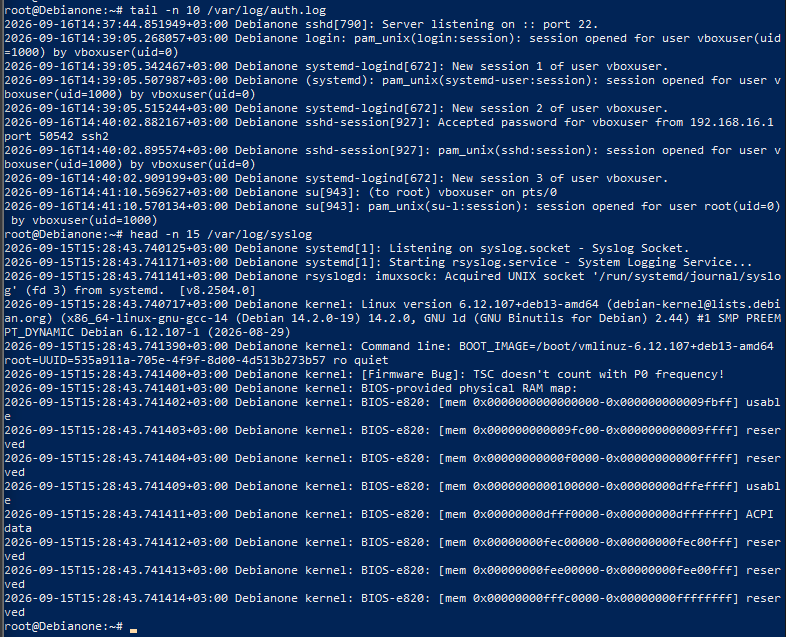 root@Debianone:~# tail -n 10 /var/log/auth.log
2026-09-16T14:37:44.851949+03:00 Debianone sshd[790]: Server listening on :: port 22.
2026-09-16T14:39:05.268057+03:00 Debianone login: pam_unix(login:session): session opened for user vboxuser(uid
=1000) by vboxuser(uid=0)
2026-09-16T14:39:05.342467+03:00 Debianone systemd-logind[672]: New session 1 of user vboxuser.
2026-09-16T14:39:05.507987+03:00 Debianone (systemd): pam_unix(systemd-user:session): session opened for user v
boxuser(uid=1000) by vboxuser(uid=0)
2026-09-16T14:39:05.515244+03:00 Debianone systemd-logind[672]: New session 2 of user vboxuser.
2026-09-16T14:40:02.882167+03:00 Debianone sshd-session[927]: Accepted password for vboxuser from 192.168.16.1
port 50542 ssh2
2026-09-16T14:40:02.895574+03:00 Debianone sshd-session[927]: pam_unix(sshd:session): session opened for user v
boxuser(uid=1000) by vboxuser(uid=0)
2026-09-16T14:40:02.909199+03:00 Debianone systemd-logind[672]: New session 3 of user vboxuser.
2026-09-16T14:41:10.569627+03:00 Debianone su[943]: (to root) vboxuser on pts/0
2026-09-16T14:41:10.570134+03:00 Debianone su[943]: pam_unix(su-l:session): session opened for user root(uid=0)
 by vboxuser(uid=1000)
root@Debianone:~# head -n 15 /var/log/syslog
2026-09-15T15:28:43.740125+03:00 Debianone systemd[1]: Listening on syslog.socket - Syslog Socket.
2026-09-15T15:28:43.741171+03:00 Debianone systemd[1]: Starting rsyslog.service - System Logging Service...
2026-09-15T15:28:43.741141+03:00 Debianone rsyslogd: imuxsock: Acquired UNIX socket '/run/systemd/journal/syslo
g' (fd 3) from systemd.  [v8.2504.0]
2026-09-15T15:28:43.740717+03:00 Debianone kernel: Linux version 6.12.107+deb13-amd64 (debian-kernel@lists.debi
an.org) (x86_64-linux-gnu-gcc-14 (Debian 14.2.0-19) 14.2.0, GNU ld (GNU Binutils for Debian) 2.44) #1 SMP PREEM
PT_DYNAMIC Debian 6.12.107-1 (2026-08-29)
2026-09-15T15:28:43.741390+03:00 Debianone kernel: Command line: BOOT_IMAGE=/boot/vmlinuz-6.12.107+deb13-amd64
root=UUID=535a911a-705e-4f9f-8d00-4d513b273b57 ro quiet
2026-09-15T15:28:43.741400+03:00 Debianone kernel: [Firmware Bug]: TSC doesn't count with P0 frequency!
2026-09-15T15:28:43.741401+03:00 Debianone kernel: BIOS-provided physical RAM map:
2026-09-15T15:28:43.741402+03:00 Debianone kernel: BIOS-e820: [mem 0x0000000000000000-0x000000000009fbff] usabl
e
2026-09-15T15:28:43.741403+03:00 Debianone kernel: BIOS-e820: [mem 0x000000000009fc00-0x000000000009ffff] reser
ved
2026-09-15T15:28:43.741404+03:00 Debianone kernel: BIOS-e820: [mem 0x00000000000f0000-0x00000000000fffff] reser
ved
2026-09-15T15:28:43.741409+03:00 Debianone kernel: BIOS-e820: [mem 0x0000000000100000-0x00000000dffeffff] usabl
e
2026-09-15T15:28:43.741411+03:00 Debianone kernel: BIOS-e820: [mem 0x00000000dfff0000-0x00000000dfffffff] ACPI
data
2026-09-15T15:28:43.741412+03:00 Debianone kernel: BIOS-e820: [mem 0x00000000fec00000-0x00000000fec00fff] reser
ved
2026-09-15T15:28:43.741413+03:00 Debianone kernel: BIOS-e820: [mem 0x00000000fee00000-0x00000000fee00fff] reser
ved
2026-09-15T15:28:43.741414+03:00 Debianone kernel: BIOS-e820: [mem 0x00000000fffc0000-0x00000000ffffffff] reser
ved
root@Debianone:~#